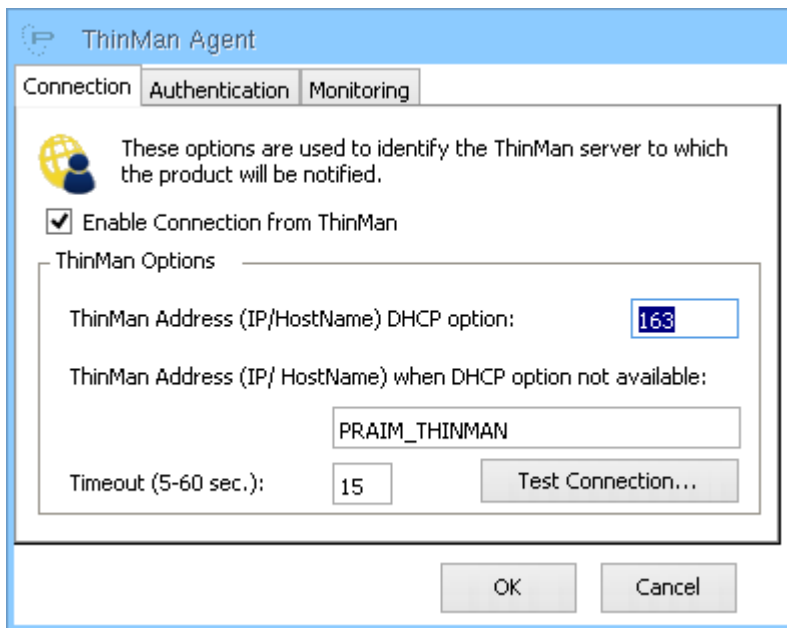 ThinMan Agent
Connection Authentication Monitoring
These options are used to identify the ThinMan server to which
the product will be notified.
Enable Connection from ThinMan
ThinMan Options
ThinMan Address (IP/HostName) DHCP option: 163
ThinMan Address (IP/ HostName) when DHCP option not available:
PRAIM_THINMAN
Timeout (5-60 sec.): 15 Test Connection...
OK Cancel